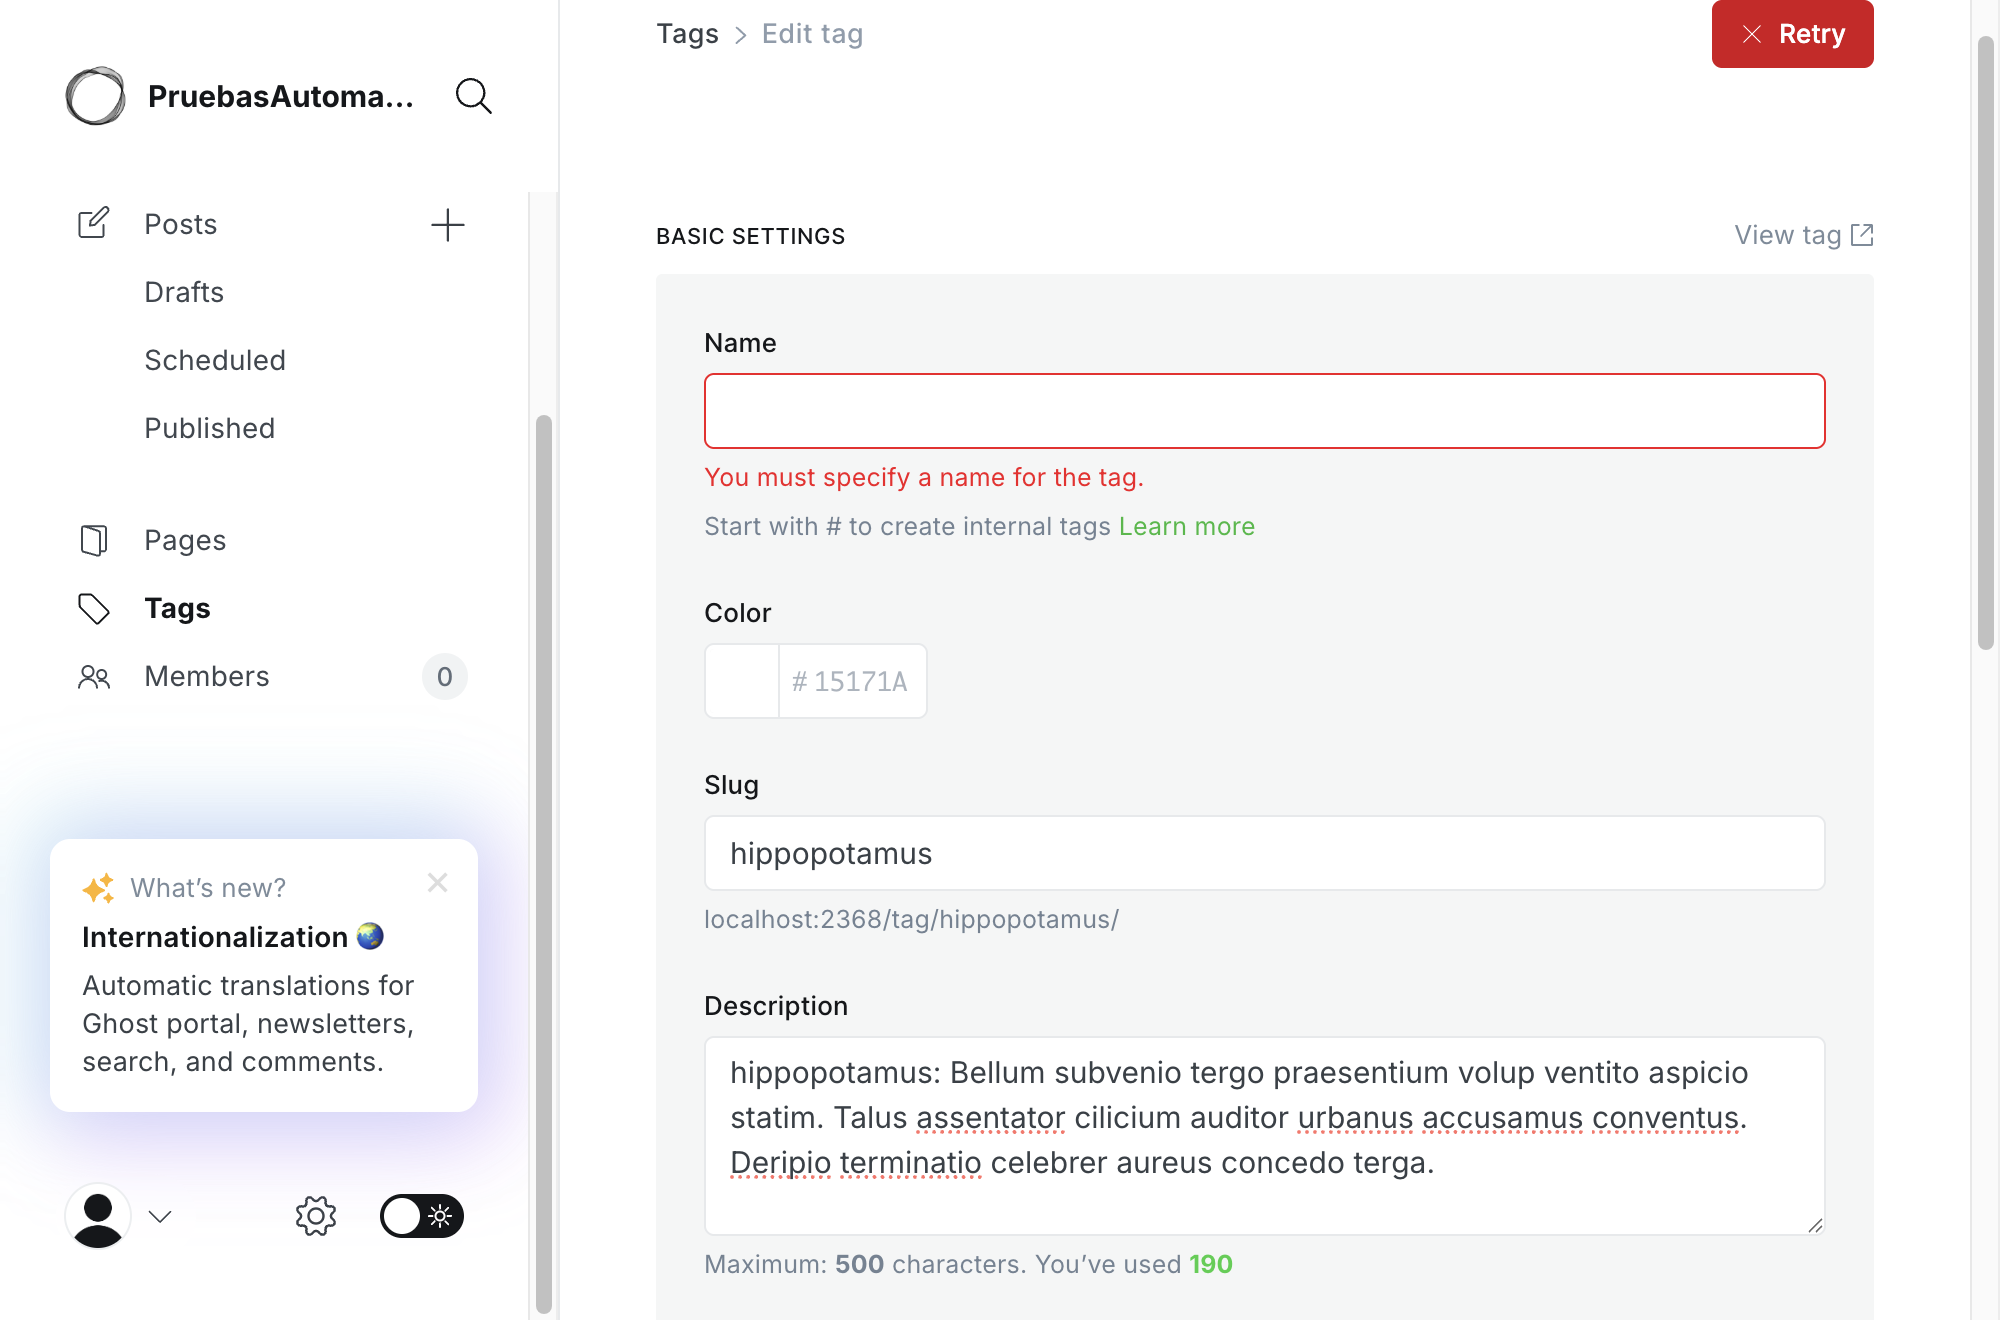 PruebasAutoma...
Posts
Drafts
Scheduled
Published
Pages
Tags
Members
0
What's new?
Internationalization
Automatic translations for
Ghost portal, newsletters,
search, and comments.
Tags > Edit tag
Retry
BASIC SETTINGS
View tag
Name
You must specify a name for the tag.
Start with # to create internal tags Learn more
Color
# 15171A
Slug
hippopotamus
localhost:2368/tag/hippopotamus/
Description
hippopotamus: Bellum subvenio tergo praesentium volup ventito aspicio
statim. Talus assentator cilicium auditor urbanus accusamus conventus.
Deripio terminatio celebrer aureus concedo terga.
Maximum: 500 characters. You've used 190